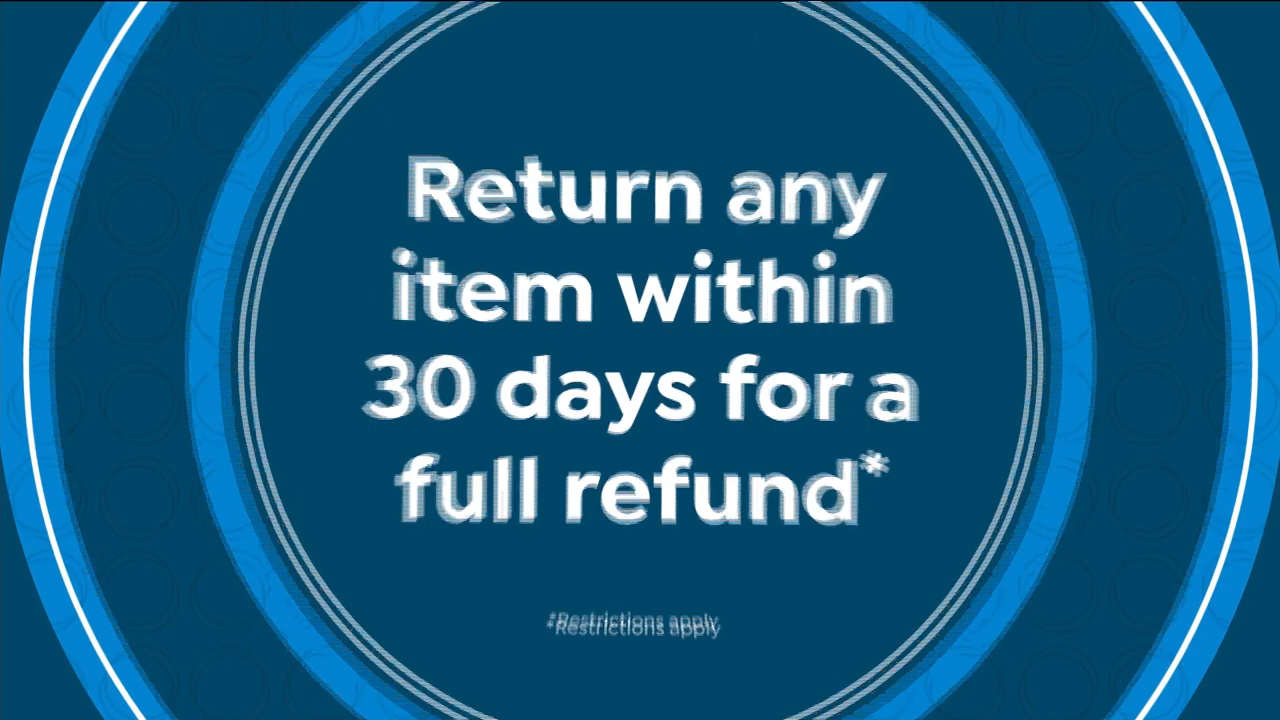 Return any
item within
30 days for a
full refund*
*Restrictions apply